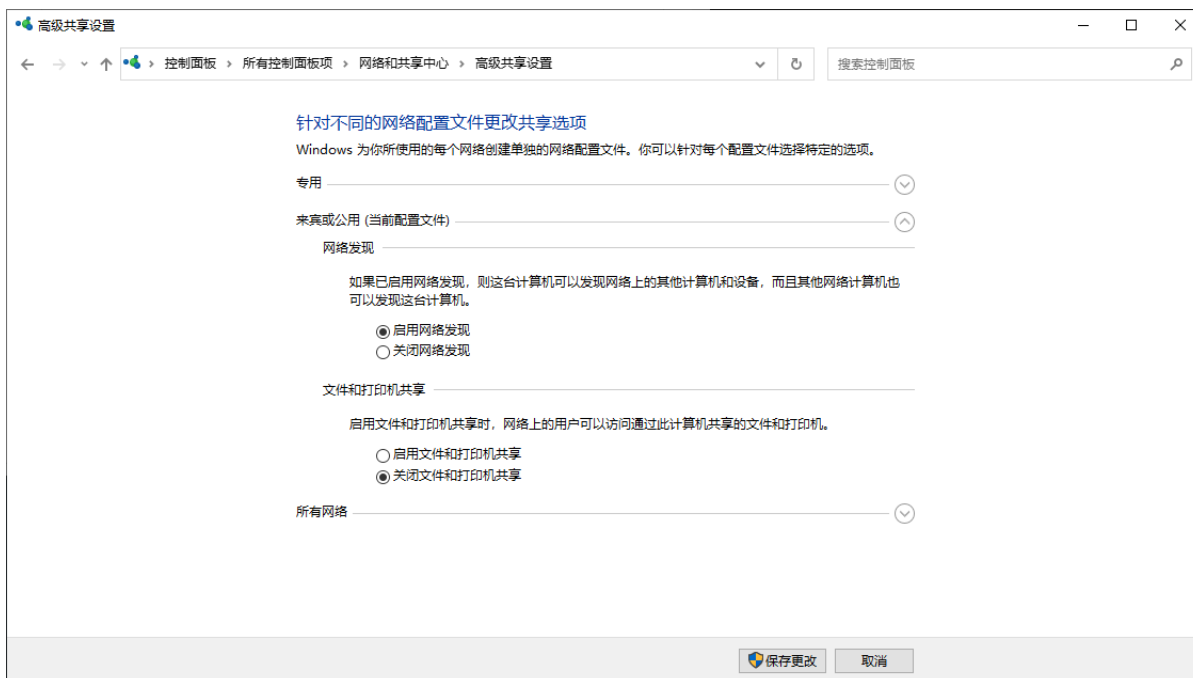 高级共享设置
控制面板 › 所有控制面板项 › 网络和共享中心 › 高级共享设置
搜索控制面板
针对不同的网络配置文件更改共享选项
Windows 为你所使用的每个网络创建单独的网络配置文件。你可以针对每个配置文件选择特定的选项。
专用
来宾或公用 (当前配置文件)
网络发现
如果已启用网络发现，则这台计算机可以发现网络上的其他计算机和设备，而且其他网络计算机也
可以发现这台计算机。
启用网络发现
关闭网络发现
文件和打印机共享
启用文件和打印机共享时，网络上的用户可以访问通过此计算机共享的文件和打印机。
启用文件和打印机共享
关闭文件和打印机共享
所有网络
保存更改
取消